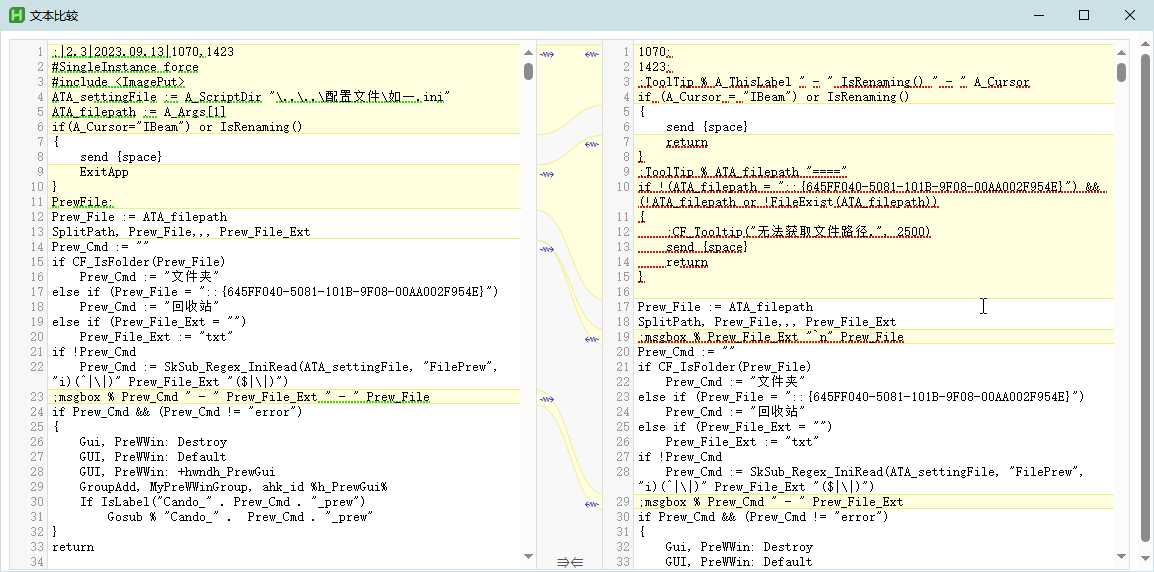 文本比较
1 ;|2.3|2023.09.13|1070,1423
2 #SingleInstance force
3 #include <ImagePut>
4 ATA_settingFile := A_ScriptDir "\..\..\配置文件\如一.ini"
5 ATA_filepath := A_Args[1]
6 if(A_Cursor="IBeam") or IsRenaming()
7 {
8     send {space}
9     ExitApp
10 }
11 PrewFile:
12 Prew_File := ATA_filepath
13 SplitPath, Prew_File,,, Prew_File_Ext
14 Prew_Cmd := ""
15 if CF_IsFolder(Prew_File)
16     Prew_Cmd := "文件夹"
17 else if (Prew_File = "::{645FF040-5081-101B-9F08-00AA002F954E}")
18     Prew_Cmd := "回收站"
19 else if (Prew_File_Ext = "")
20     Prew_File_Ext := "txt"
21 if !Prew_Cmd
22     Prew_Cmd := SkSub_Regex_IniRead(ATA_settingFile, "FilePrew",
"i)(^|\|)" Prew_File_Ext "($|\|)")
23 ;msgbox % Prew_Cmd " - " Prew_File_Ext " - " Prew_File
24 if Prew_Cmd && (Prew_Cmd != "error")
25 {
26     Gui, PreWWin: Destroy
27     GUI, PreWWin: Default
28     GUI, PreWWin: +hwndh_PrewGui
29     GroupAdd, MyPreWWinGroup, ahk_id %h_PrewGui%
30     If IsLabel("Cando_" . Prew_Cmd . "_prew")
31         Gosub % "Cando_" .  Prew_Cmd . "_prew"
32 }
33 return
34
1 1070:
2 1423:
3 ;ToolTip % A_ThisLabel " - " IsRenaming() " - " A_Cursor
4 if (A_Cursor = "IBeam") or IsRenaming()
5 {
6     send {space}
7     return
8 }
9 ;ToolTip % ATA_filepath "===="
10 if !(ATA_filepath = "::{645FF040-5081-101B-9F08-00AA002F954E}") &&
(!ATA_filepath or !FileExist(ATA_filepath))
11 {
12     ;CF_Tooltip("无法获取文件路径.", 2500)
13     send {space}
14     return
15 }
16
17 Prew_File := ATA_filepath
18 SplitPath, Prew_File,,, Prew_File_Ext
19 ;msgbox % Prew_File_Ext "`n" Prew_File
20 Prew_Cmd := ""
21 if CF_IsFolder(Prew_File)
22     Prew_Cmd := "文件夹"
23 else if (Prew_File = "::{645FF040-5081-101B-9F08-00AA002F954E}")
24     Prew_Cmd := "回收站"
25 else if (Prew_File_Ext = "")
26     Prew_File_Ext := "txt"
27 if !Prew_Cmd
28     Prew_Cmd := SkSub_Regex_IniRead(ATA_settingFile, "FilePrew",
"i)(^|\|)" Prew_File_Ext "($|\|)")
29 ;msgbox % Prew_Cmd  " - " Prew_File_Ext
30 if Prew_Cmd && (Prew_Cmd != "error")
31 {
32     Gui, PreWWin: Destroy
33     GUI, PreWWin: Default